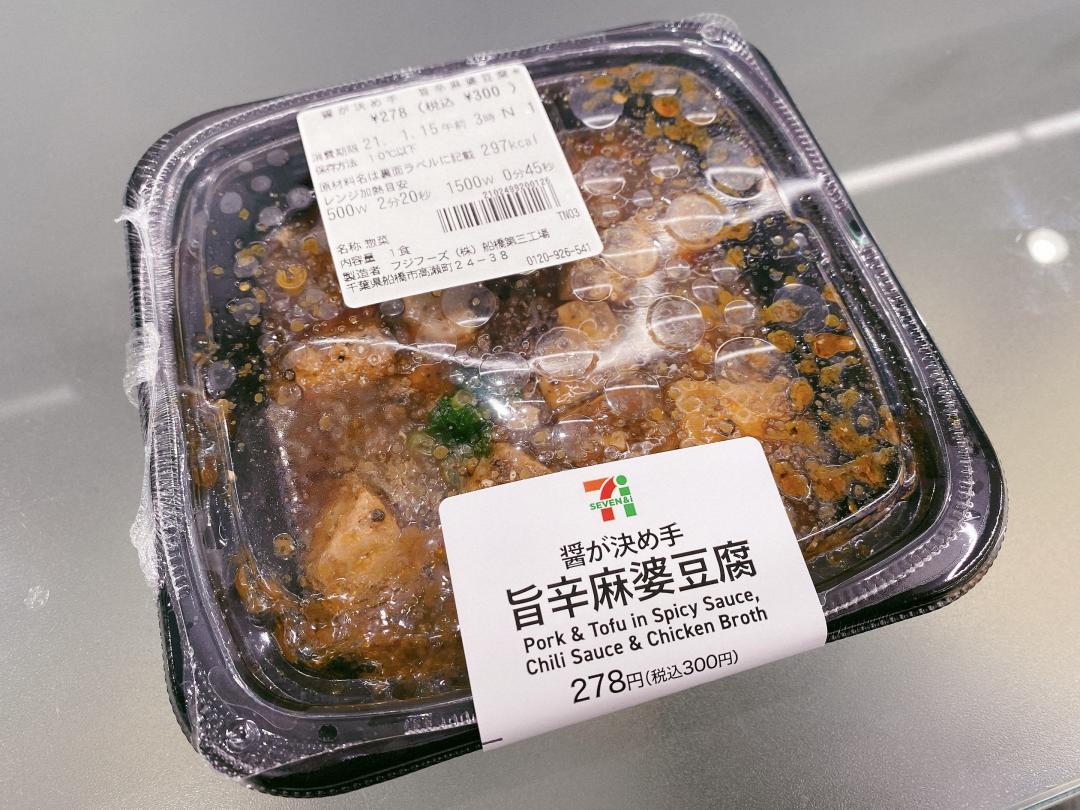 醤が決め手 旨辛麻婆豆腐*
¥278 (税込 ¥300 )
消費期限 21. 1.15午前 3時 N 1
保存方法 10℃以下
原材料名は裏面ラベルに記載 297kcal
レンジ加熱目安
500W 2分20秒 1500W 0分45秒
TN03
名称 惣菜
内容量 1食
製造者 フジフーズ(株)船橋第三工場
千葉県船橋市高瀬町24-38 0120-926-541
SEVEN&i
醤が決め手
旨辛麻婆豆腐
Pork & Tofu in Spicy Sauce,
Chili Sauce & Chicken Broth
278円(税込300円)